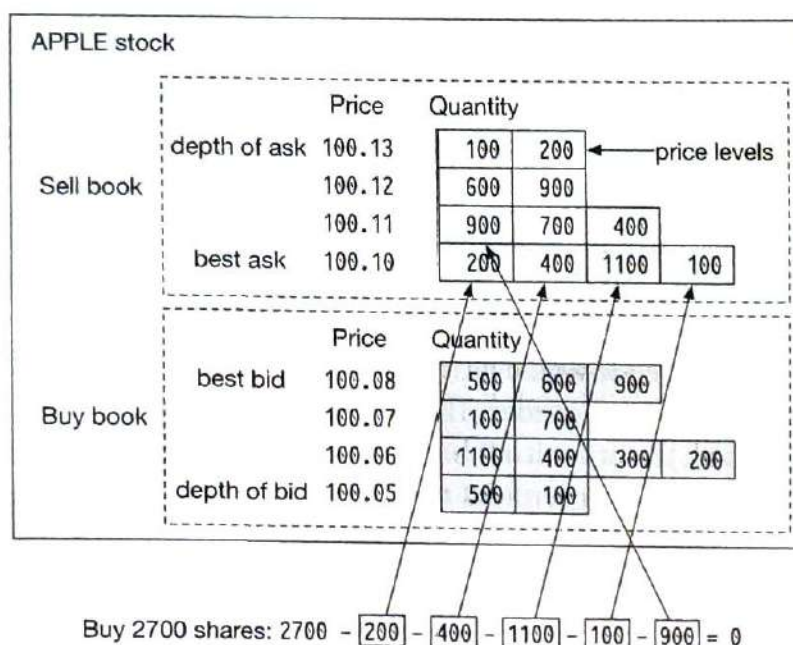 APPLE stock
Price Quantity
depth of ask 100.13 100 200 price levels
Sell book 100.12 600 900
100.11 900 700 400
best ask 100.10 200 400 1100 100
Price Quantity
best bid 100.08 500 600 900
Buy book 100.07 100 700
100.06 1100 400 300 200
depth of bid 100.05 500 100
Buy 2700 shares: 2700 - 200 - 400 - 1100 - 100 - 900 = 0